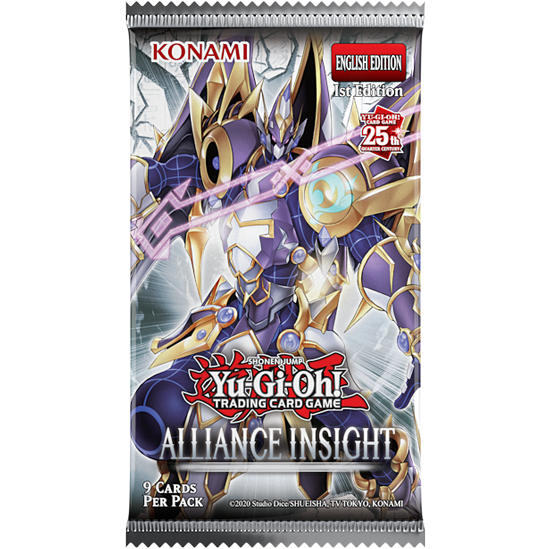 KONAMI
ENGLISH EDITION
1st Edition
YU-GI-OH!
CARD GAME
25th
QUARTER CENTURY
SHONEN JUMP
Yu-Gi-Oh!
TRADING CARD GAME
ALLIANCE INSIGHT
9 CARDS
PER PACK
©2020 Studio Dice/SHUEISHA, TV TOKYO, KONAMI